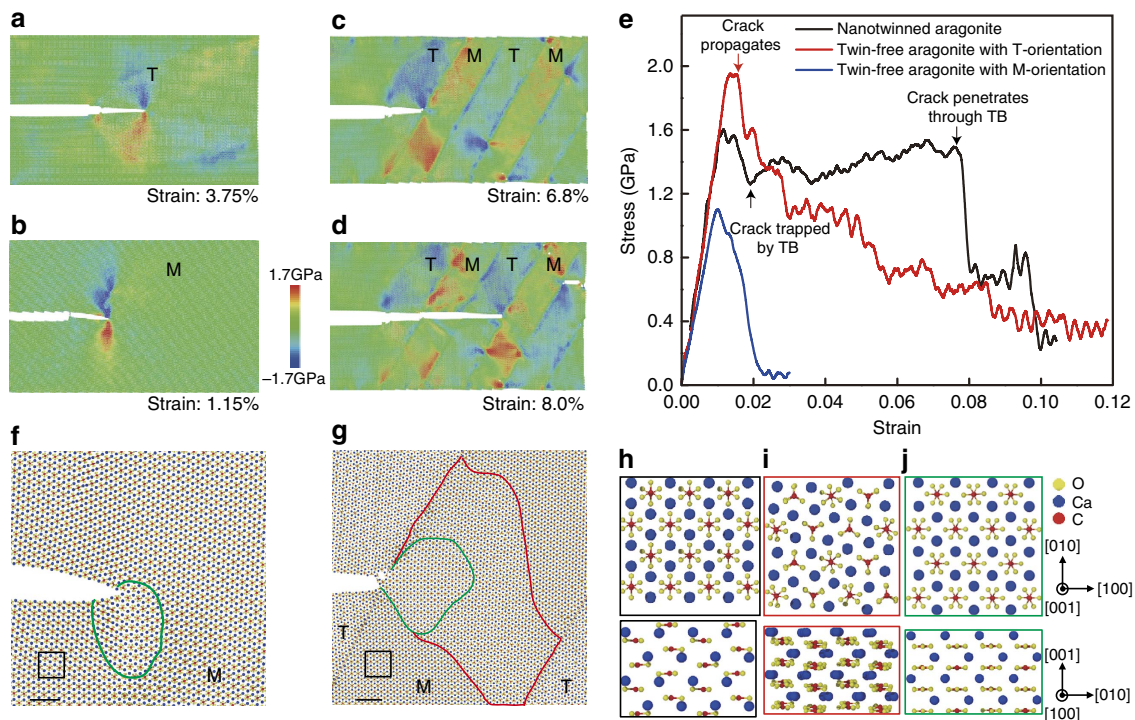 a
T
Strain: 3.75%
b
M
1.7GPa
−1.7GPa
Strain: 1.15%
c
T M T M
Strain: 6.8%
d
T M T M
Strain: 8.0%
e
Crack
propagates
Nanotwinned aragonite
Twin-free aragonite with T-orientation
Twin-free aragonite with M-orientation
Crack penetrates
through TB
Crack trapped
by TB
Stress (GPa)
2.0
1.6
1.2
0.8
0.4
0.0
0.00 0.02 0.04 0.06 0.08 0.10 0.12
Strain
f
M
g
T
M
T
h
i
j
O
Ca
C
[010]
[100]
[001]
[001]
[010]
[100]